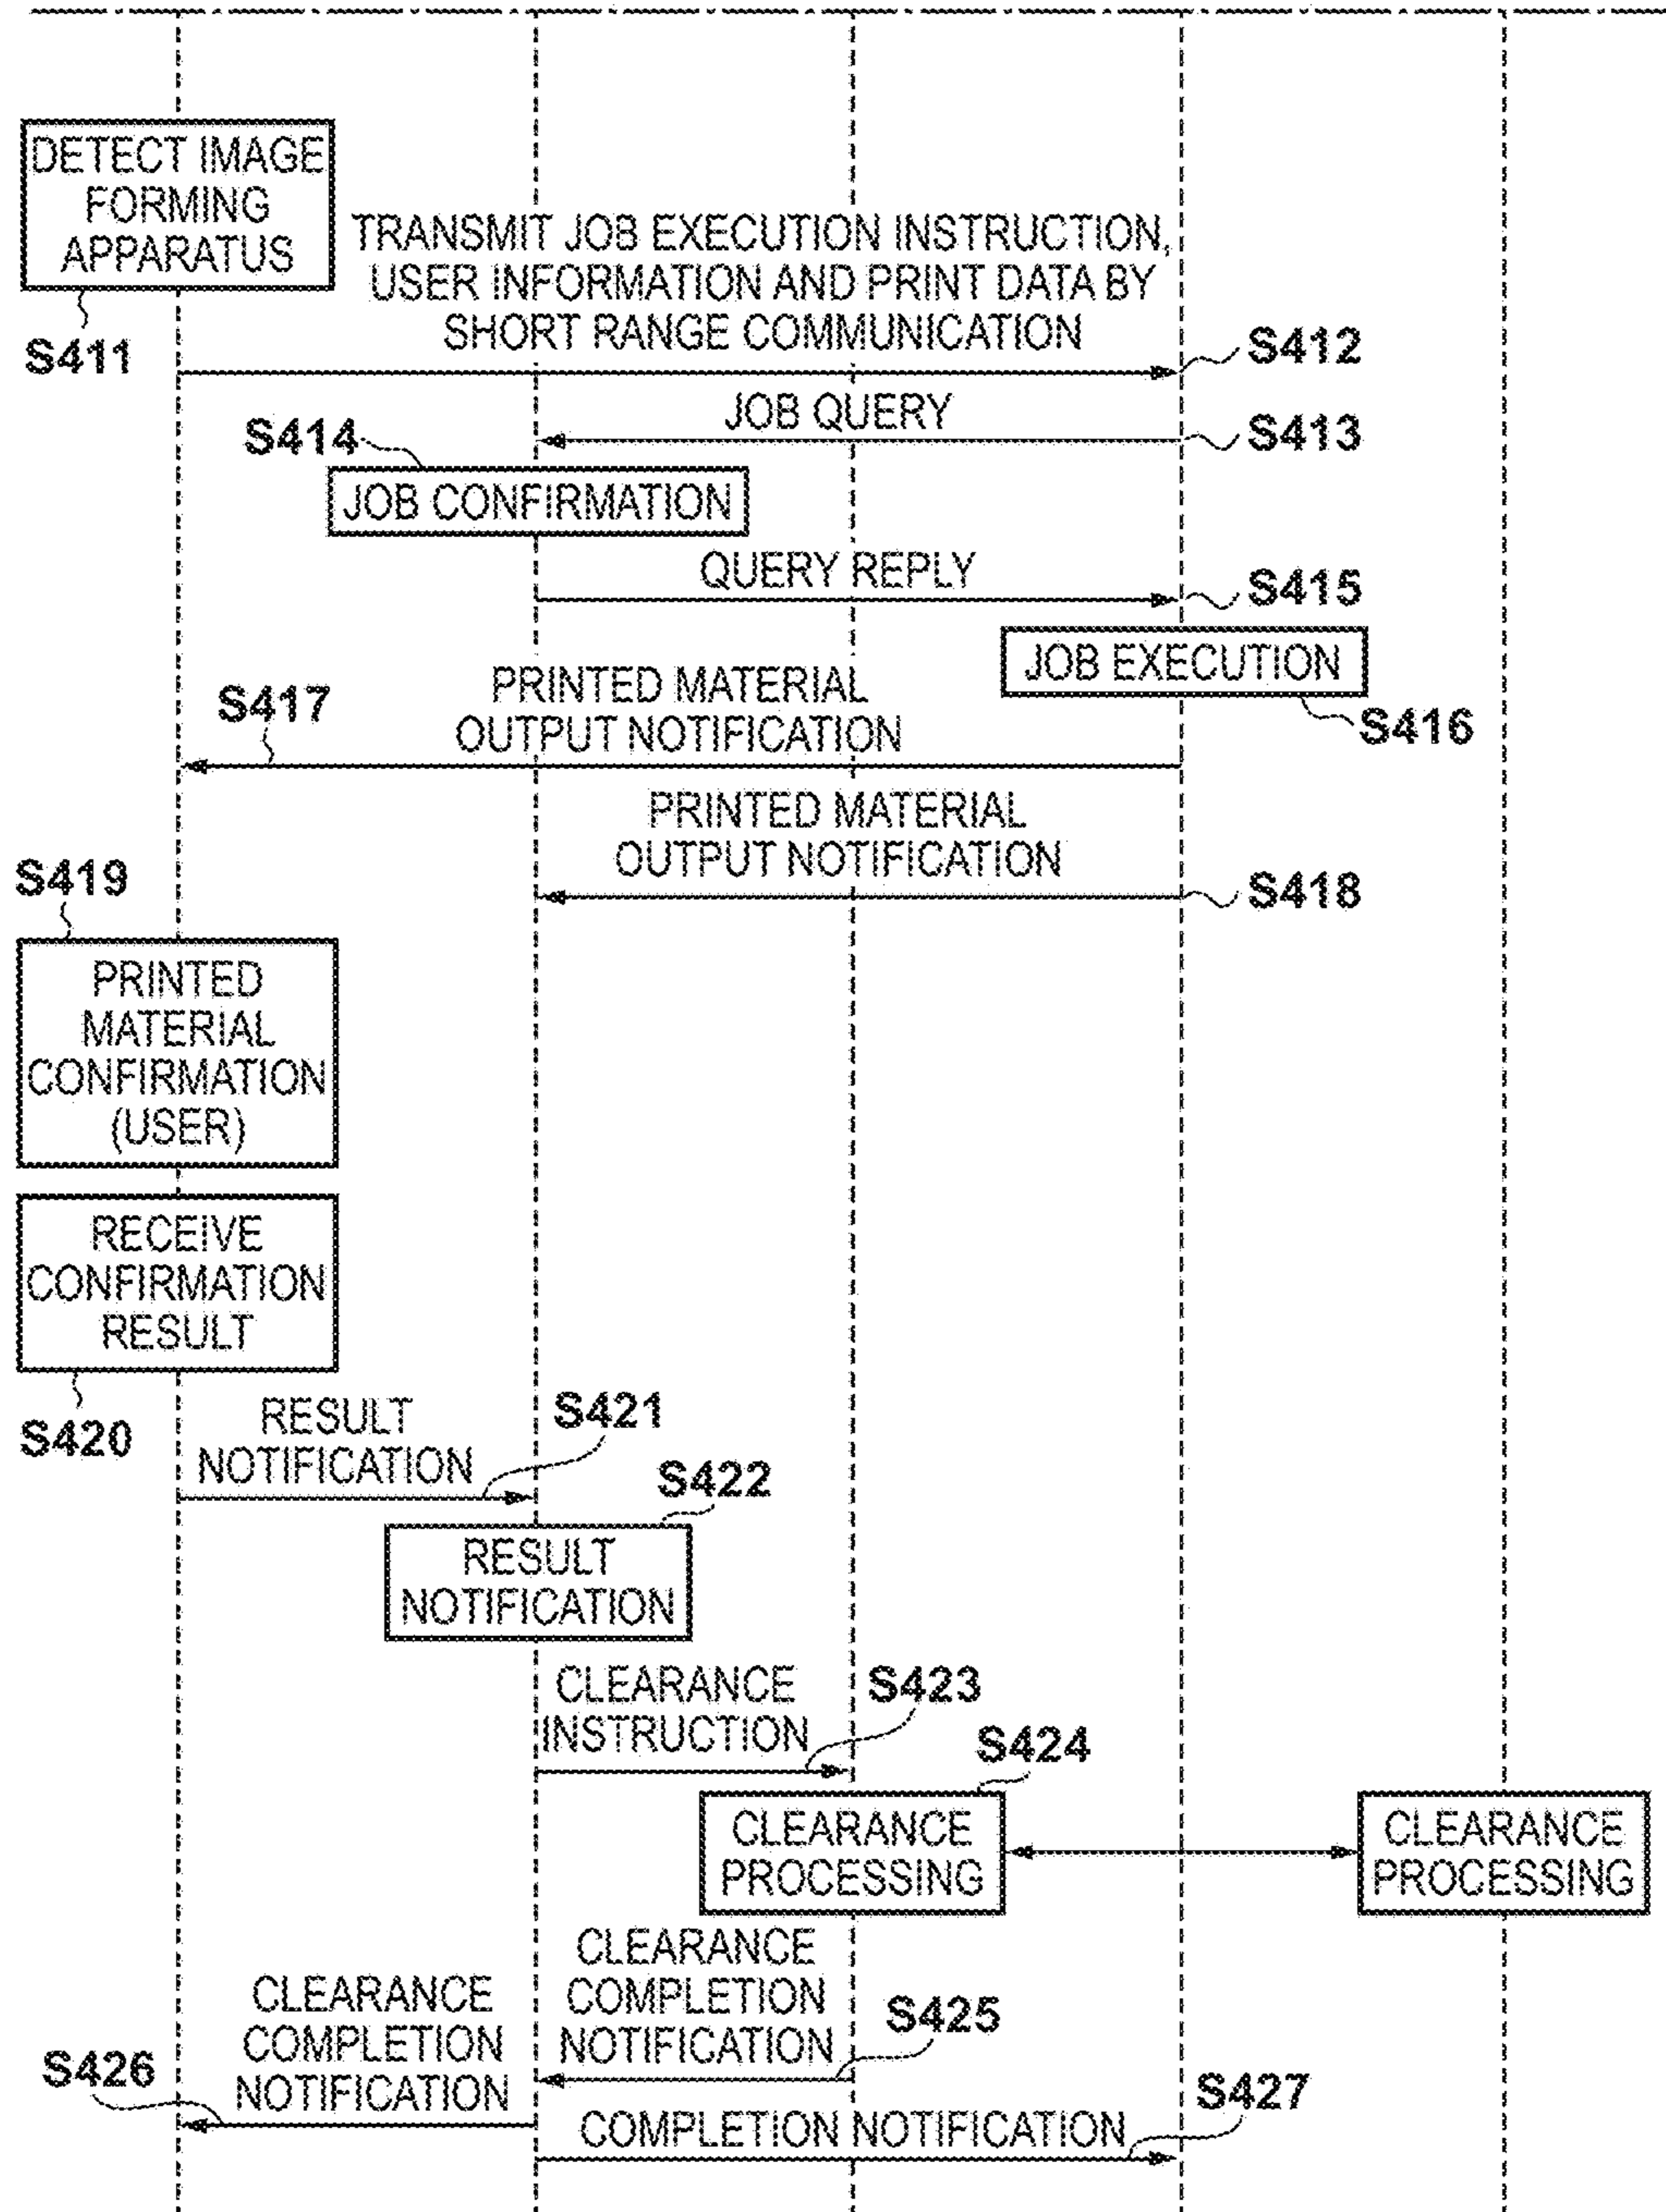 DETECT IMAGE
FORMING
APPARATUS
S411
TRANSMIT JOB EXECUTION INSTRUCTION,
USER INFORMATION AND PRINT DATA BY
SHORT RANGE COMMUNICATION
S412
JOB QUERY
S413
S414
JOB CONFIRMATION
QUERY REPLY
S415
JOB EXECUTION
S416
S417
PRINTED MATERIAL
OUTPUT NOTIFICATION
PRINTED MATERIAL
OUTPUT NOTIFICATION
S418
S419
PRINTED
MATERIAL
CONFIRMATION
(USER)
RECEIVE
CONFIRMATION
RESULT
S420
RESULT
NOTIFICATION
S421
S422
RESULT
NOTIFICATION
CLEARANCE
INSTRUCTION
S423
S424
CLEARANCE
PROCESSING
CLEARANCE
PROCESSING
CLEARANCE
COMPLETION
NOTIFICATION
S425
CLEARANCE
COMPLETION
NOTIFICATION
S426
COMPLETION NOTIFICATION
S427